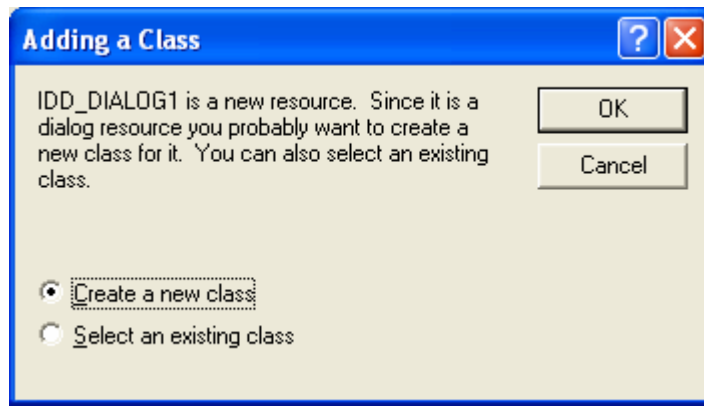 Adding a Class
IDD_DIALOG1 is a new resource.  Since it is a
dialog resource you probably want to create a
new class for it.  You can also select an existing
class.
OK
Cancel
Create a new class
Select an existing class